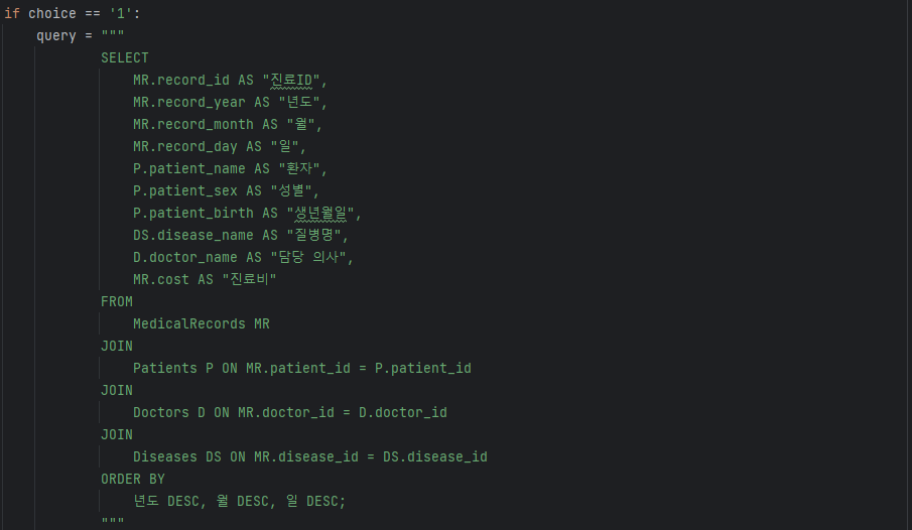 if choice == '1':
query = """
SELECT
MR.record_id AS "진료ID",
MR.record_year AS "년도",
MR.record_month AS "월",
MR.record_day AS "일",
P.patient_name AS "환자",
P.patient_sex AS "성별",
P.patient_birth AS "생년월일",
DS.disease_name AS "질병명",
D.doctor_name AS "담당 의사",
MR.cost AS "진료비"
FROM
MedicalRecords MR
JOIN
Patients P ON MR.patient_id = P.patient_id
JOIN
Doctors D ON MR.doctor_id = D.doctor_id
JOIN
Diseases DS ON MR.disease_id = DS.disease_id
ORDER BY
년도 DESC, 월 DESC, 일 DESC;
"""